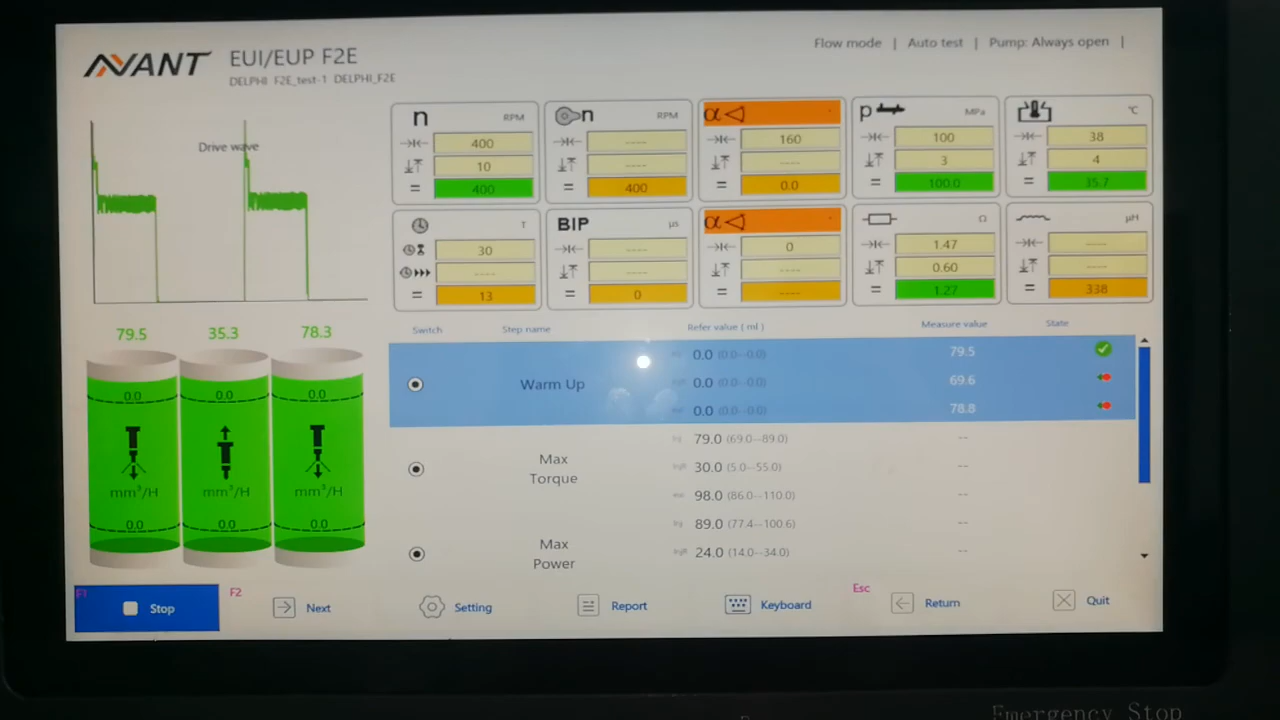 AVANT
EUI/EUP F2E
DELPHI F2E_test-1 DELPHI_F2E
Flow mode | Auto test | Pump: Always open |
Drive wave
n RPM
400
10
= 400
n RPM
----
----
= 400
α
160
----
= 0.0
p MPa
100
3
= 100.0
℃
38
4
= 35.7
T
30
----
= 13
BIP µs
----
----
= 0
α
0
----
= ----
Ω
1.47
0.60
= 1.27
µH
----
----
= 338
79.5 35.3 78.3
0.0 0.0 0.0
mm³/H mm³/H mm³/H
0.0 0.0 0.0
Switch Step name Refer value ( ml ) Measure value State
Warm Up
0.0 (0.0--0.0) 79.5
0.0 (0.0--0.0) 69.6
0.0 (0.0--0.0) 78.8
Max
Torque
79.0 (69.0--89.0) --
30.0 (5.0--55.0) --
98.0 (86.0--110.0) --
Max
Power
89.0 (77.4--100.6) --
24.0 (14.0--34.0) --
F1 Stop
F2 Next
Setting
Report
Keyboard
Esc Return
Quit
Emergency Stop